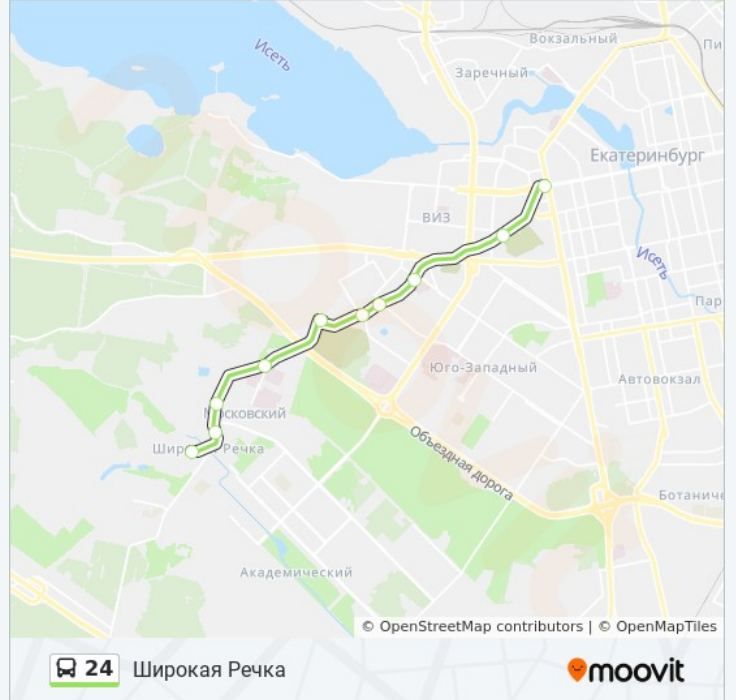 Исеть
Вокзальный
Пи
Заречный
Екатеринбург
ВИЗ
Исеть
Пар
Юго-Западный
Автовокзал
Московский
Объездная дорога
Широкая Речка
Ботаниче
Академический
© OpenStreetMap contributors | © OpenMapTiles
24 Широкая Речка
moovit